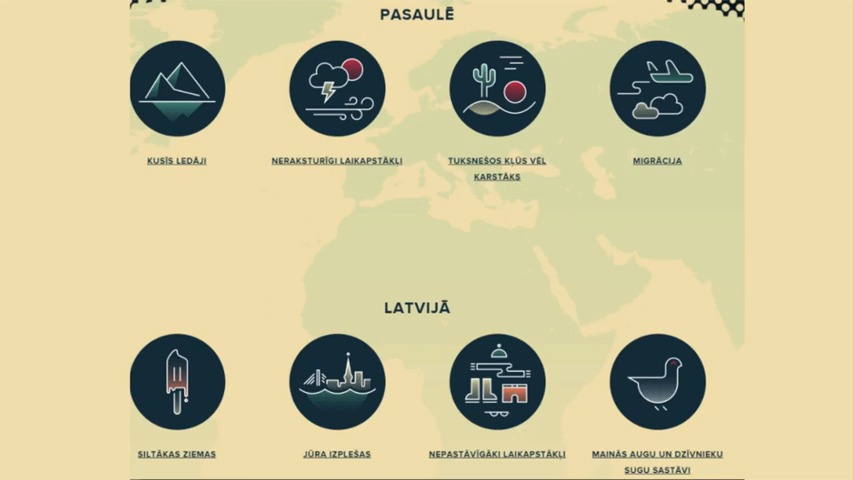 PASAULĒ
KUSĪS LEDĀJI
NERAKSTURĪGI LAIKAPSTĀKĻI
TUKSNEŠOS KĻŪS VĒL
KARSTĀKS
MIGRĀCIJA
LATVIJĀ
SILTĀKAS ZIEMAS
JŪRA IZPLEŠAS
NEPASTĀVĪGĀKI LAIKAPSTĀKĻI
MAINĀS AUGU UN DZĪVNIEKU
SUGU SASTĀVI